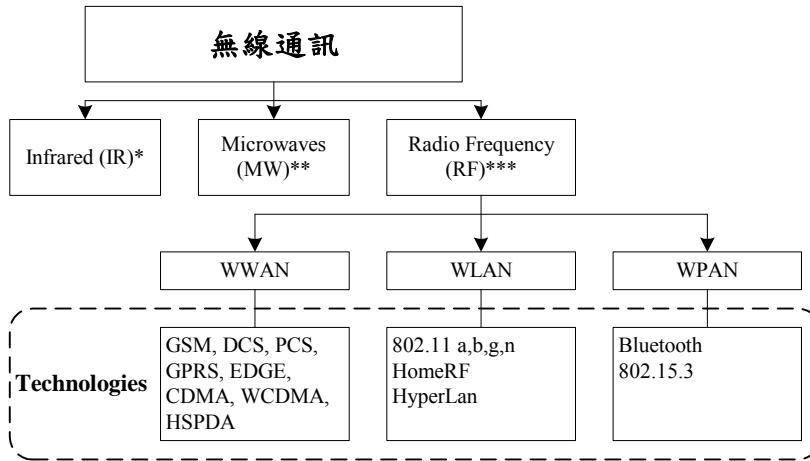 無線通訊
Infrared (IR)*
Microwaves
(MW)**
Radio Frequency
(RF)***
WWAN
WLAN
WPAN
Technologies
GSM, DCS, PCS,
GPRS, EDGE,
CDMA, WCDMA,
HSPDA
802.11 a,b,g,n
HomeRF
HyperLan
Bluetooth
802.15.3